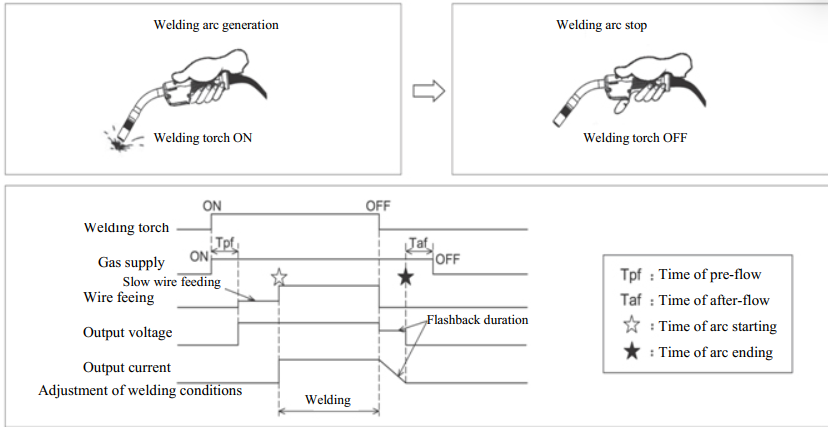 Welding arc generation
Welding torch ON
Welding arc stop
Welding torch OFF
ON
OFF
Welding torch
Tpf
Taf
Gas supply
ON
OFF
Slow wire feeding
Wire feeing
Output voltage
Flashback duration
Output current
Adjustment of welding conditions
Welding
Tpf : Time of pre-flow
Taf : Time of after-flow
☆ : Time of arc starting
★ : Time of arc ending